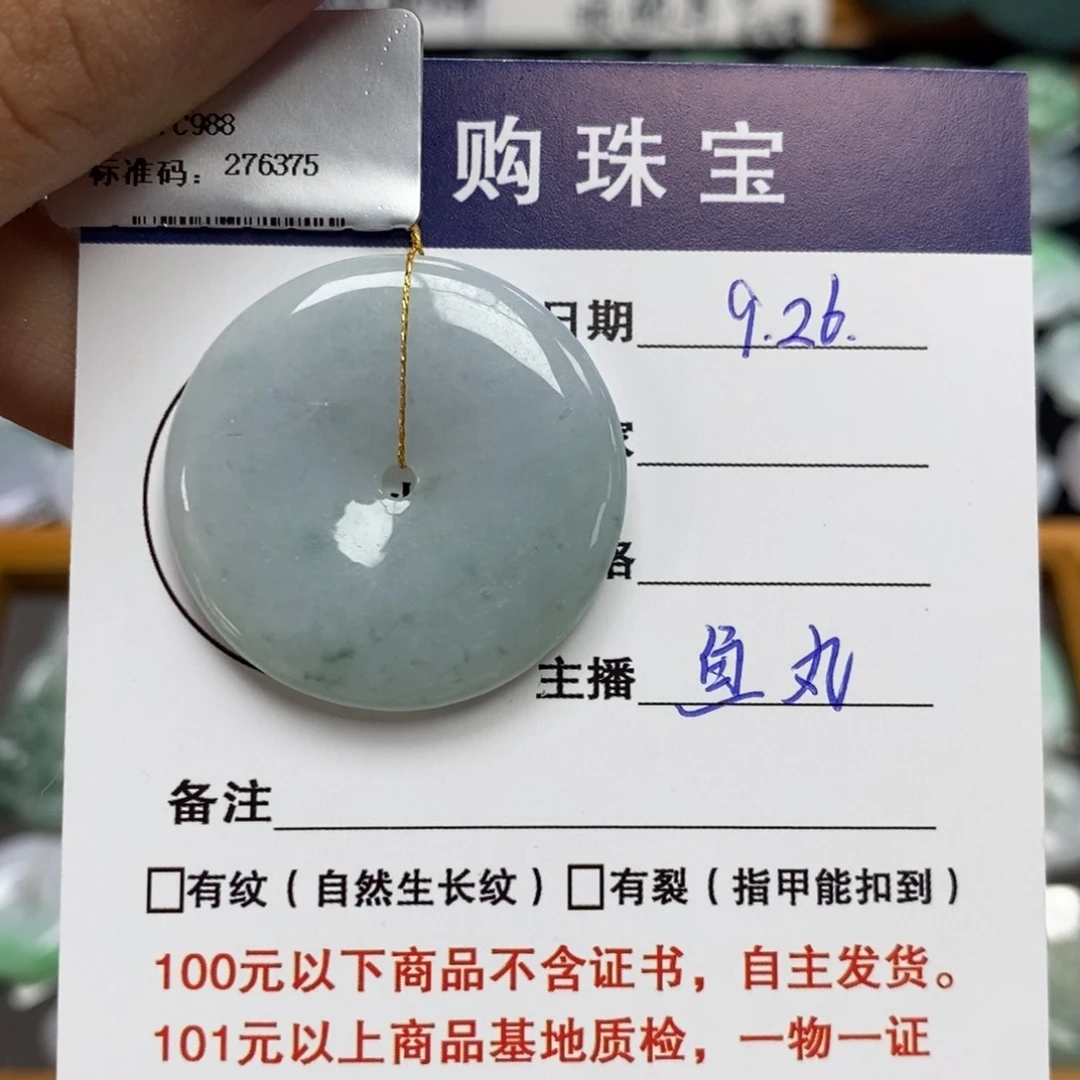 C988
标准码：276375
购珠宝
日期 9.26.
主播 鱼丸
备注
□有纹（自然生长纹）□有裂（指甲能扣到）
100元以下商品不含证书，自主发货。
101元以上商品基地质检，一物一证